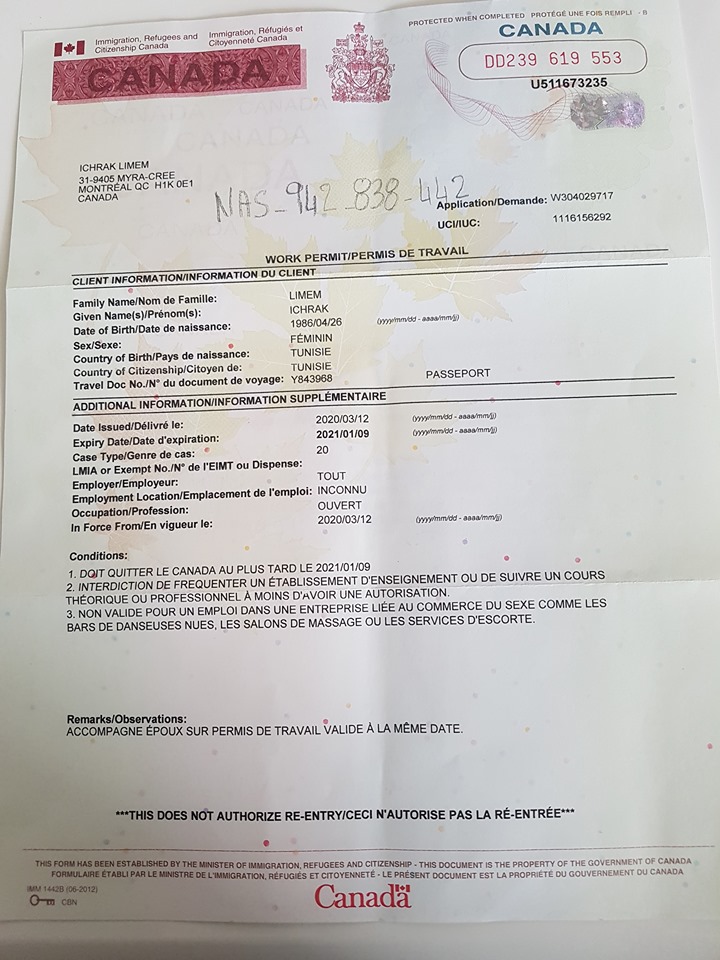 PROTECTED WHEN COMPLETED PROTÉGÉ UNE FOIS REMPLI - B
Immigration, Refugees and Citizenship Canada
Immigration, Réfugiés et Citoyenneté Canada
CANADA
CANADA
DD239 619 553
U511673235
ICHRAK LIMEM
31-9405 MYRA-CREE
MONTRÉAL QC H1K 0E1
CANADA
NAS-942-838-442
Application/Demande: W304029717
UCI/IUC: 1116156292
WORK PERMIT/PERMIS DE TRAVAIL
CLIENT INFORMATION/INFORMATION DU CLIENT
Family Name/Nom de Famille: LIMEM
Given Name(s)/Prénom(s): ICHRAK
Date of Birth/Date de naissance: 1986/04/26 (yyyy/mm/dd - aaaa/mm/jj)
Sex/Sexe: FÉMININ
Country of Birth/Pays de naissance: TUNISIE
Country of Citizenship/Citoyen de: TUNISIE
Travel Doc No./N° du document de voyage: Y843968 PASSEPORT
ADDITIONAL INFORMATION/INFORMATION SUPPLÉMENTAIRE
Date Issued/Délivré le: 2020/03/12 (yyyy/mm/dd - aaaa/mm/jj)
Expiry Date/Date d'expiration: 2021/01/09 (yyyy/mm/dd - aaaa/mm/jj)
Case Type/Genre de cas: 20
LMIA or Exempt No./N° de l'EIMT ou Dispense:
Employer/Employeur: TOUT
Employment Location/Emplacement de l'emploi: INCONNU
Occupation/Profession: OUVERT
In Force From/En vigueur le: 2020/03/12 (yyyy/mm/dd - aaaa/mm/jj)
Conditions:
1. DOIT QUITTER LE CANADA AU PLUS TARD LE 2021/01/09
2. INTERDICTION DE FREQUENTER UN ÉTABLISSEMENT D'ENSEIGNEMENT OU DE SUIVRE UN COURS
THÉORIQUE OU PROFESSIONNEL À MOINS D'AVOIR UNE AUTORISATION.
3. NON VALIDE POUR UN EMPLOI DANS UNE ENTREPRISE LIÉE AU COMMERCE DU SEXE COMME LES
BARS DE DANSEUSES NUES, LES SALONS DE MASSAGE OU LES SERVICES D'ESCORTE.
Remarks/Observations:
ACCOMPAGNE ÉPOUX SUR PERMIS DE TRAVAIL VALIDE À LA MÊME DATE.
***THIS DOES NOT AUTHORIZE RE-ENTRY/CECI N'AUTORISE PAS LA RÉ-ENTRÉE***
THIS FORM HAS BEEN ESTABLISHED BY THE MINISTER OF IMMIGRATION, REFUGEES AND CITIZENSHIP - THIS DOCUMENT IS THE PROPERTY OF THE GOVERNMENT OF CANADA
FORMULAIRE ÉTABLI PAR LE MINISTRE DE L'IMMIGRATION, RÉFUGIÉS ET CITOYENNETÉ - LE PRÉSENT DOCUMENT EST LA PROPRIÉTÉ DU GOUVERNEMENT DU CANADA
IMM 1442B (06-2012)
CBN
Canada